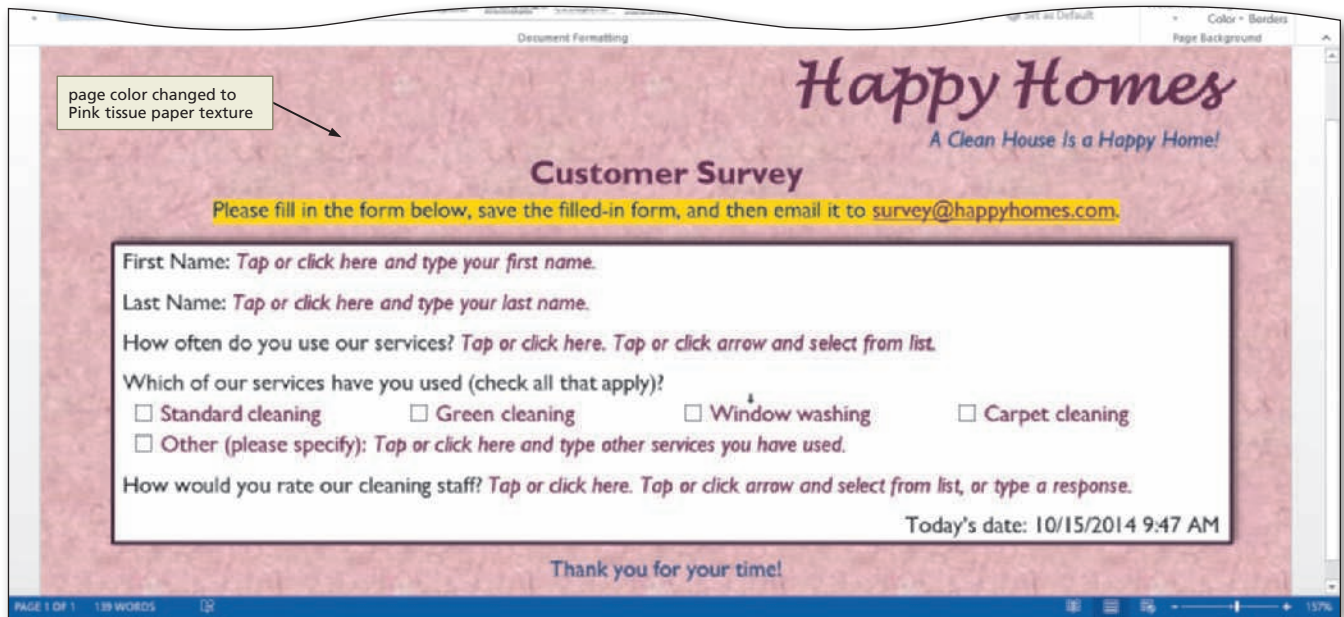 Set as Default
Color Borders
Document Formatting
Page Background
page color changed to
Pink tissue paper texture
Happy Homes
A Clean House Is a Happy Home!
Customer Survey
Please fill in the form below, save the filled-in form, and then email it to survey@happyhomes.com.
First Name: Tap or click here and type your first name.
Last Name: Tap or click here and type your last name.
How often do you use our services? Tap or click here. Tap or click arrow and select from list.
Which of our services have you used (check all that apply)?
☐ Standard cleaning ☐ Green cleaning ☐ Window washing ☐ Carpet cleaning
☐ Other (please specify): Tap or click here and type other services you have used.
How would you rate our cleaning staff? Tap or click here. Tap or click arrow and select from list, or type a response.
Today's date: 10/15/2014 9:47 AM
Thank you for your time!
PAGE 1 OF 1 139 WORDS 157%